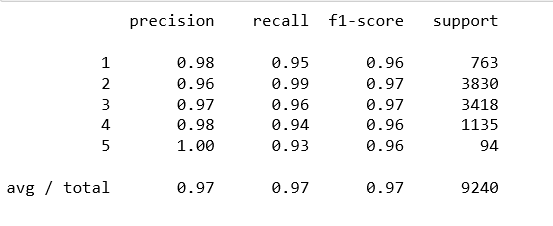 precision recall f1-score support
1 0.98 0.95 0.96 763
2 0.96 0.99 0.97 3830
3 0.97 0.96 0.97 3418
4 0.98 0.94 0.96 1135
5 1.00 0.93 0.96 94
avg / total 0.97 0.97 0.97 9240